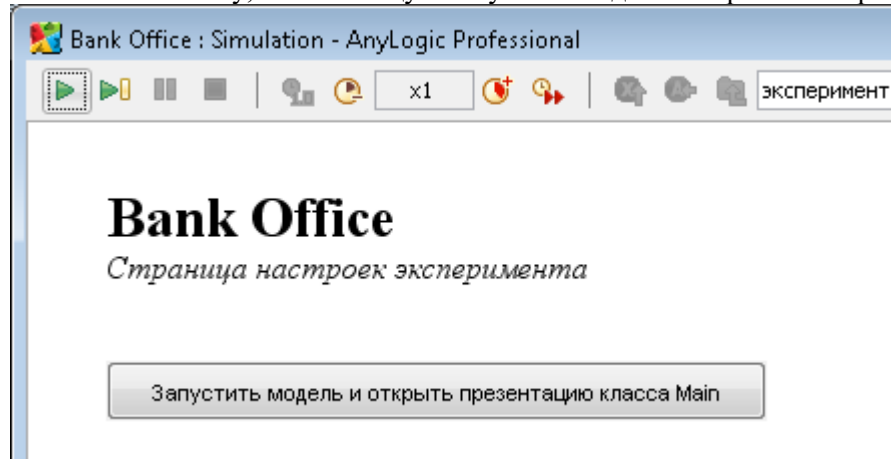 Bank Office : Simulation - AnyLogic Professional
x1
эксперимент
Bank Office
Страница настроек эксперимента
Запустить модель и открыть презентацию класса Main